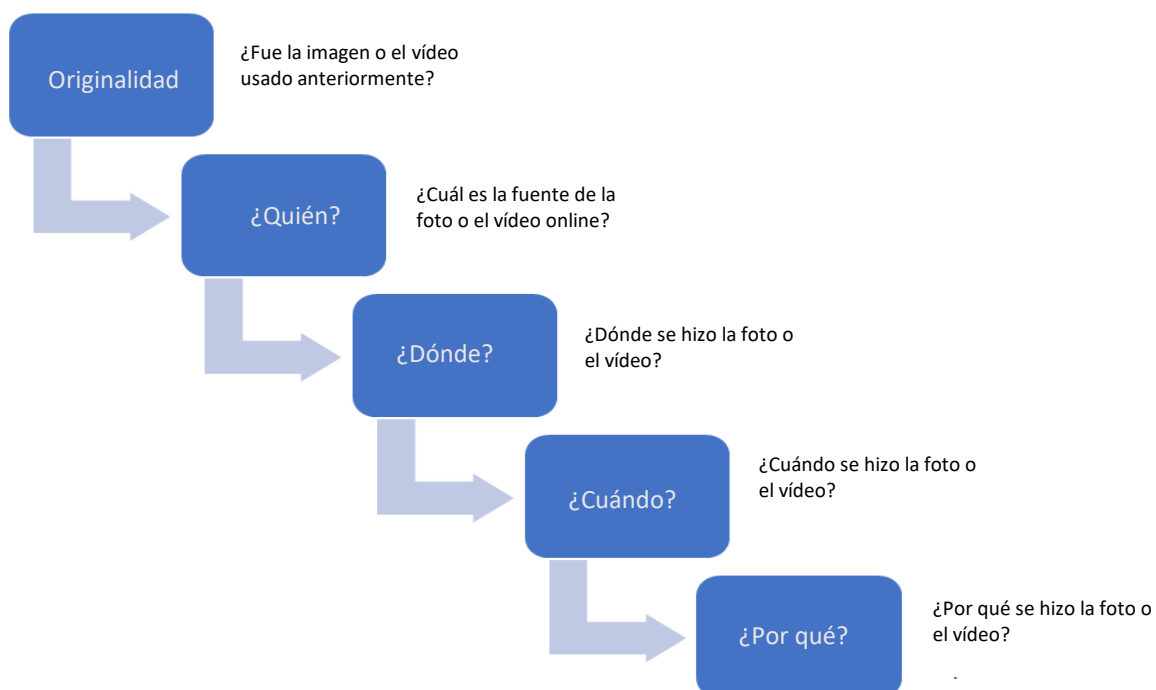 Originalidad
¿Fue la imagen o el vídeo
usado anteriormente?
¿Quién?
¿Cuál es la fuente de la
foto o el vídeo online?
¿Dónde?
¿Dónde se hizo la foto o
el vídeo?
¿Cuándo?
¿Cuándo se hizo la foto o
el vídeo?
¿Por qué?
¿Por qué se hizo la foto o
el vídeo?